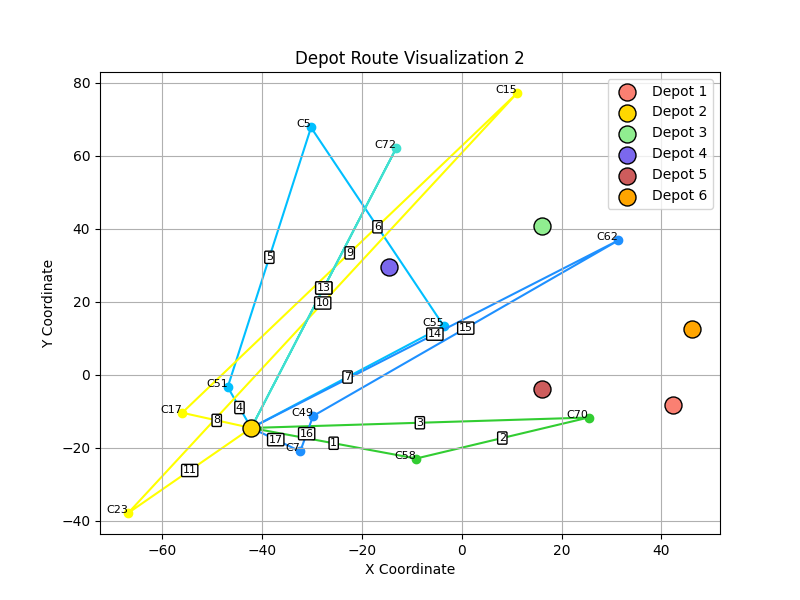 Depot Route Visualization 2
Y Coordinate
80
60
40
20
0
−20
−40
−60
−40
−20
0
20
40
X Coordinate
Depot 1
Depot 2
Depot 3
Depot 4
Depot 5
Depot 6
C15
C5
C72
C62
C55
C51
C17
C49
C70
C7
C58
C23
6
9
5
13
10
14
15
7
4
8
3
16
17
1
2
11